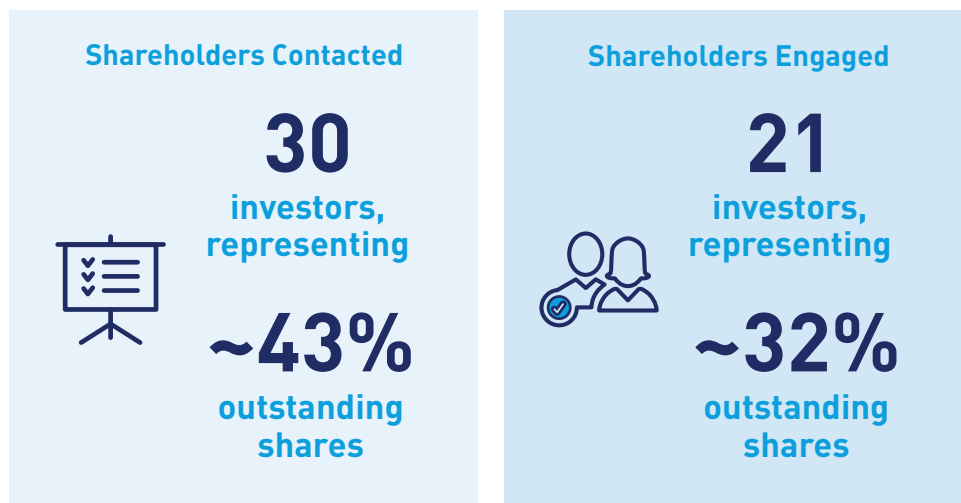 Shareholders Contacted
30
investors,
representing
~43%
outstanding
shares
Shareholders Engaged
21
investors,
representing
~32%
outstanding
shares